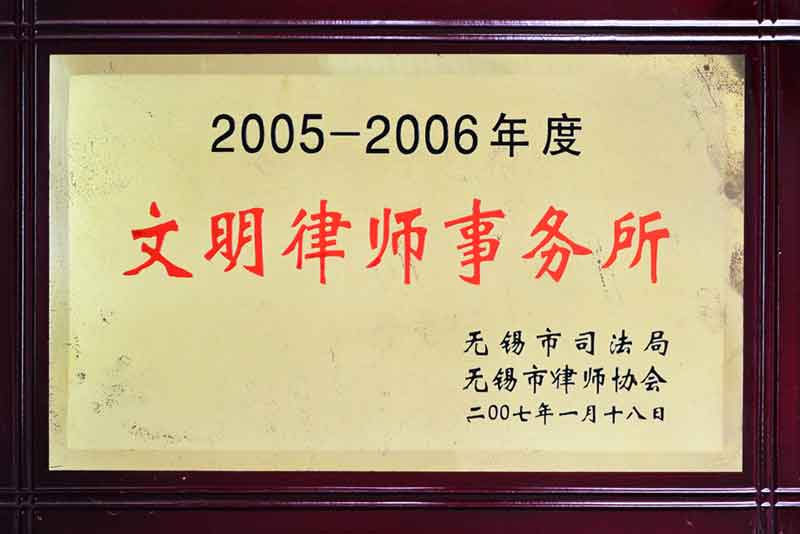 2005-2006年度
文明律师事务所
无锡市司法局
无锡市律师协会
二00七年一月十八日